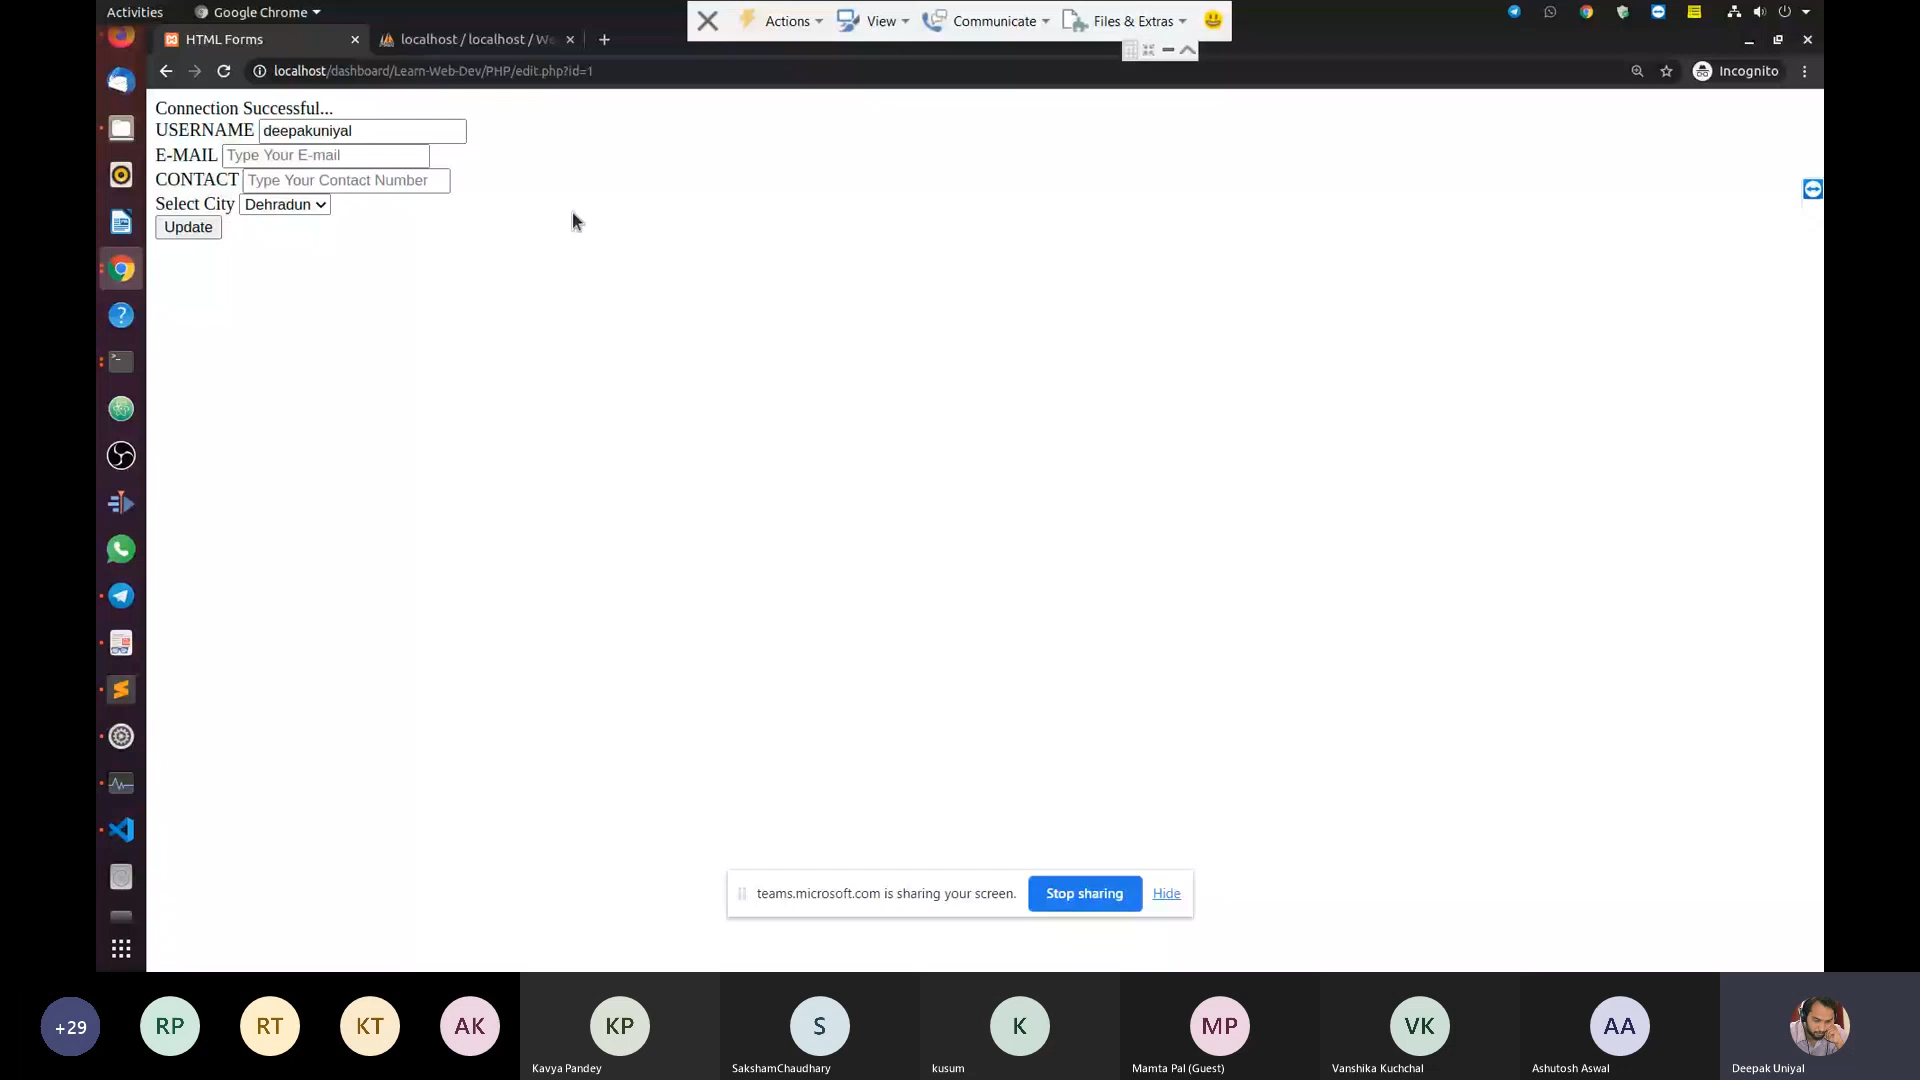 Activities
Google Chrome
Actions
View
Communicate
Files & Extras
HTML Forms
localhost / localhost / We
localhost/dashboard/Learn-Web-Dev/PHP/edit.php?id=1
Incognito
Connection Successful...
USERNAME deepakuniyal
E-MAIL Type Your E-mail
CONTACT Type Your Contact Number
Select City Dehradun
Update
teams.microsoft.com is sharing your screen. Stop sharing Hide
+29
RP
RT
KT
AK
KP
S
K
MP
VK
AA
Kavya Pandey
SakshamChaudhary
kusum
Mamta Pal (Guest)
Vanshika Kuchchal
Ashutosh Aswal
Deepak Uniyal